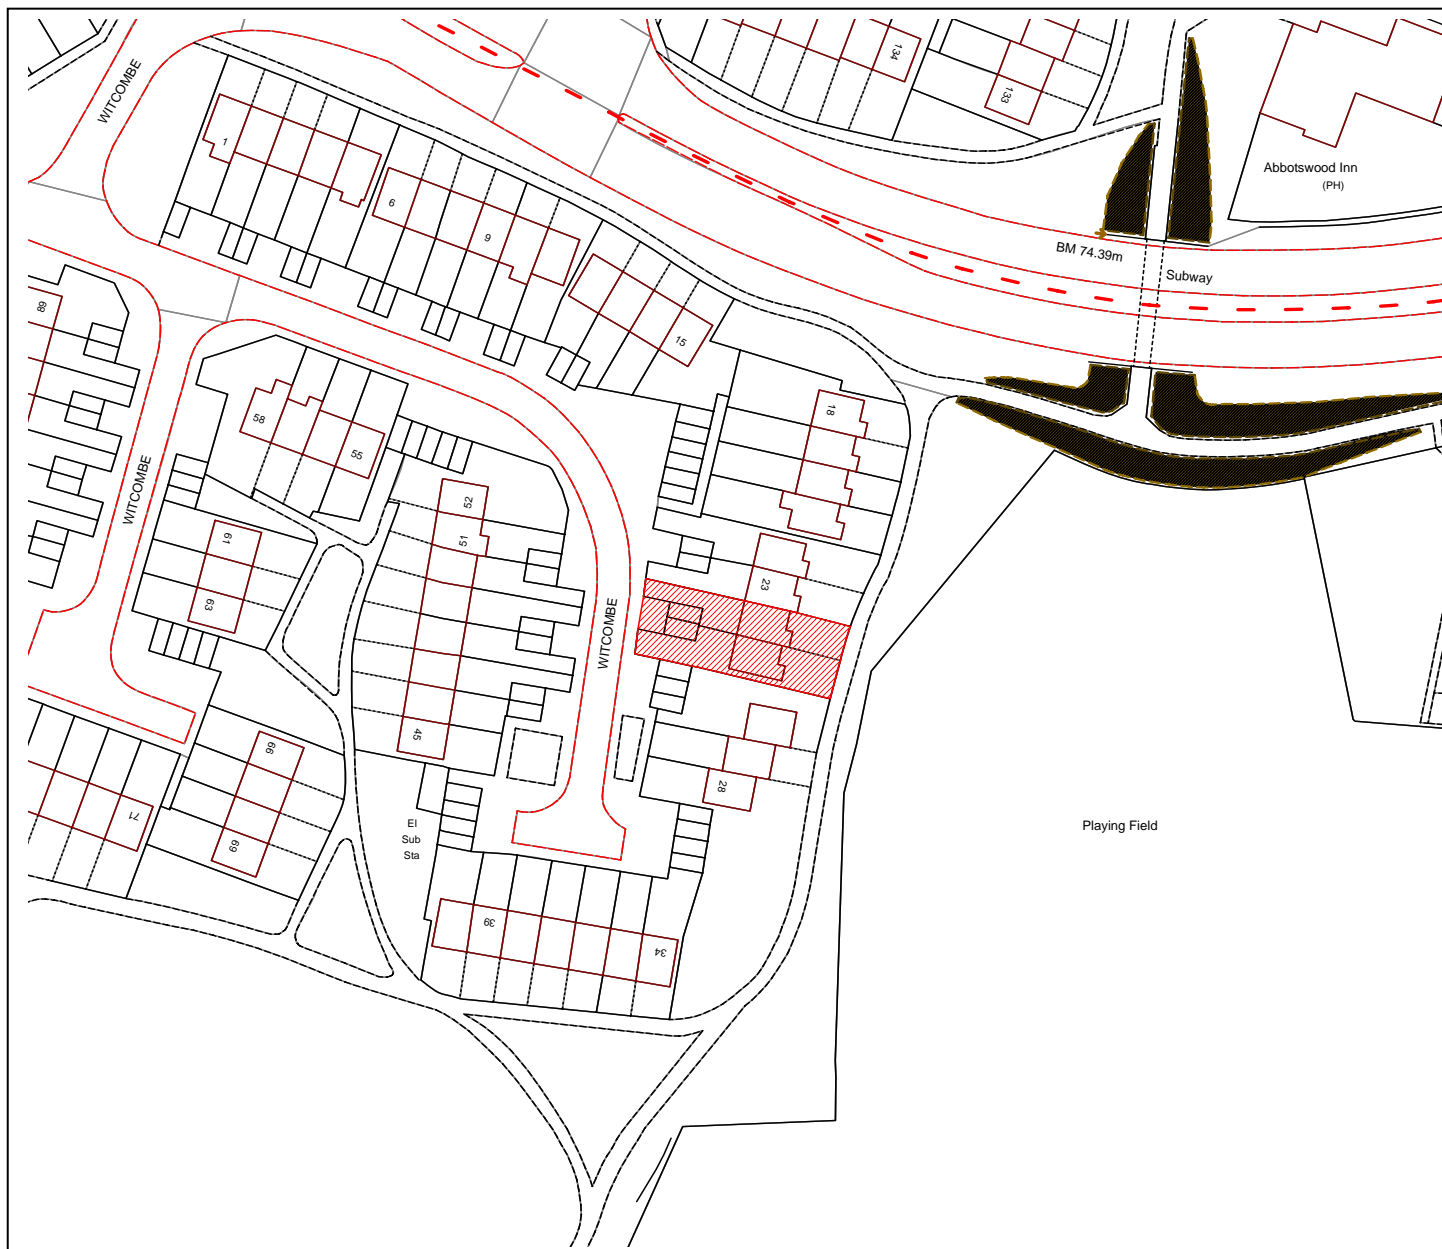 WITCOMBE
134
133
1
Abbotswood Inn
(PH)
6
9
BM 74.39m
Subway
15
89
18
58
55
52
51
WITCOMBE
61
63
23
WITCOMBE
45
66
69
71
28
El
Sub
Sta
Playing Field
39
34